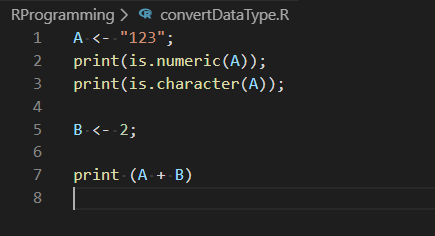 RProgramming > convertDataType.R
1 A <- "123";
2 print(is.numeric(A));
3 print(is.character(A));
4
5 B <- 2;
6
7 print (A + B)
8